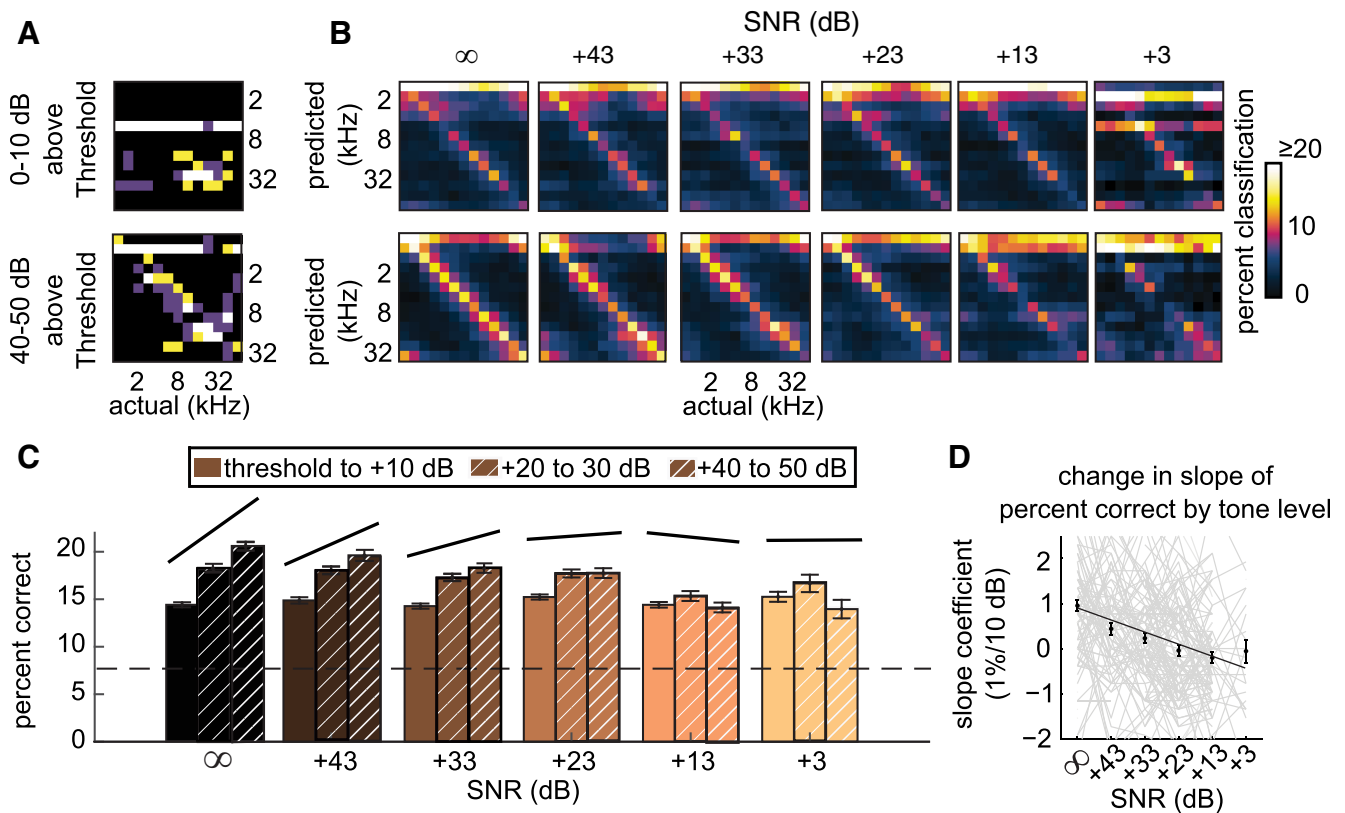 A
B
SNR (dB)
∞ +43 +33 +23 +13 +3
0-10 dB
above
Threshold
2
8
32
predicted
(kHz)
2
8
32
40-50 dB
above
Threshold
2
8
32
predicted
(kHz)
2
8
32
2 8 32
actual (kHz)
2 8 32
actual (kHz)
≥20
10
0
percent classification
C
threshold to +10 dB +20 to 30 dB +40 to 50 dB
percent correct
20
15
10
5
0
∞ +43 +33 +23 +13 +3
SNR (dB)
D
change in slope of
percent correct by tone level
slope coefficient
(1%/10 dB)
2
1
0
−1
−2
∞ +43 +33 +23 +13 +3
SNR (dB)